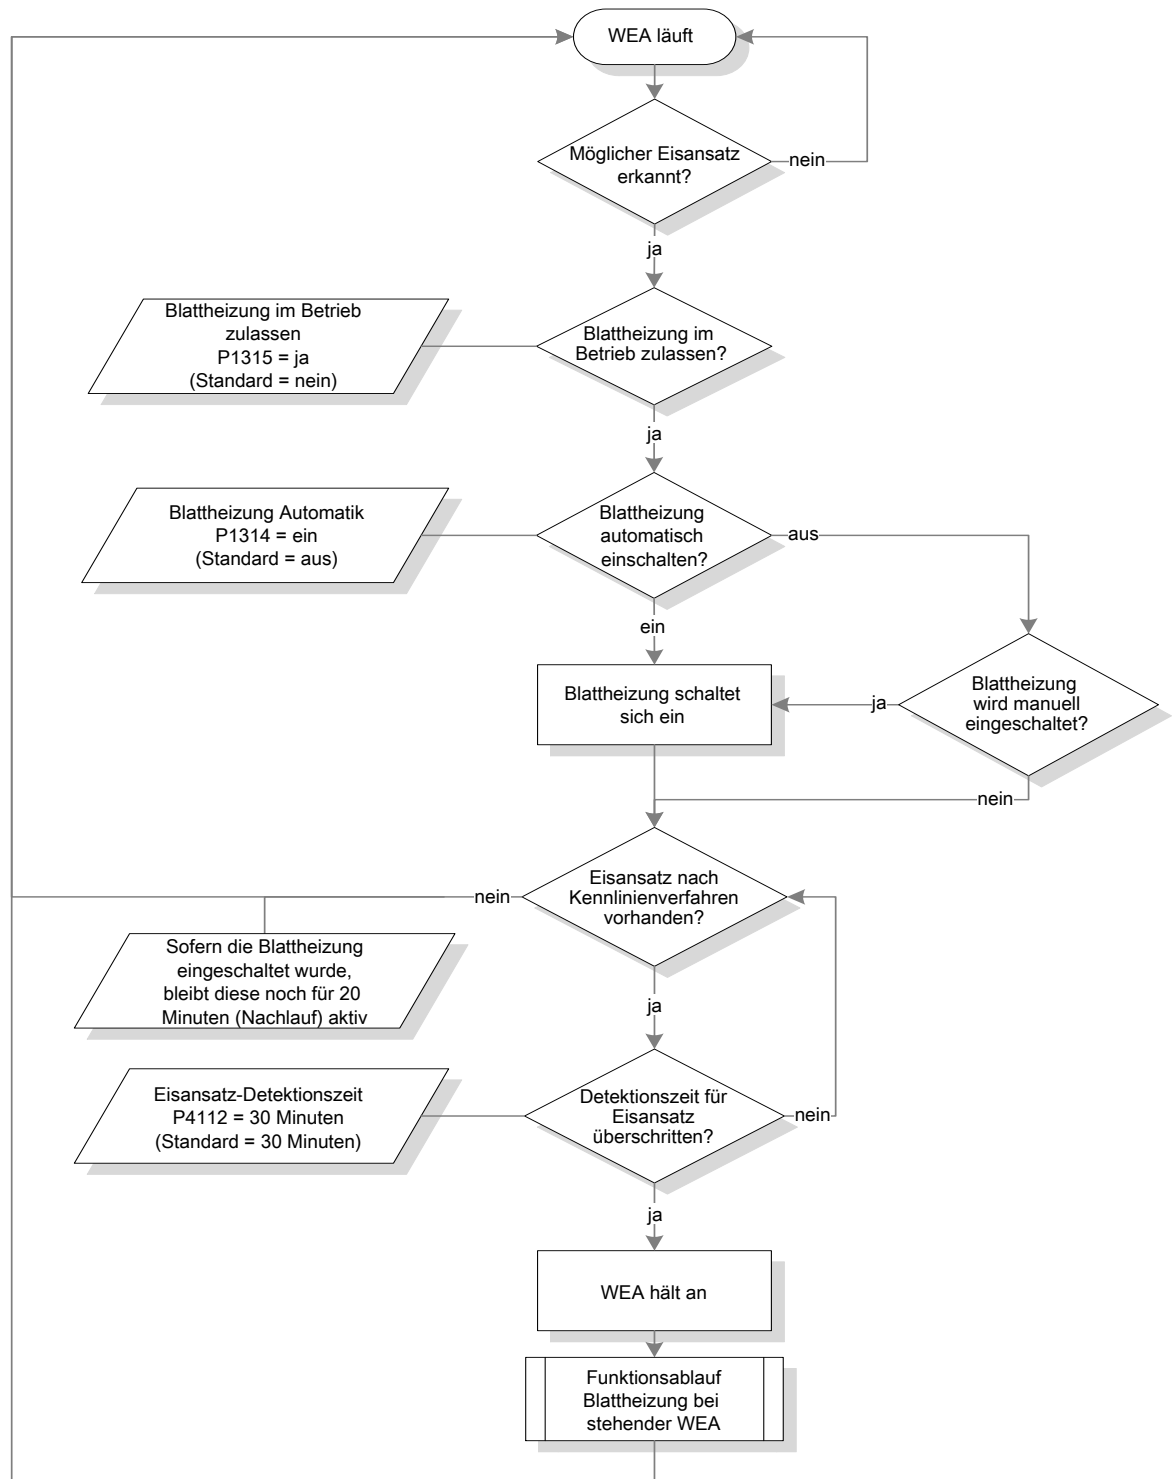 WEA läuft
Möglicher Eisansatz
erkannt?
nein
ja
Blattheizung im Betrieb
zulassen
P1315 = ja
(Standard = nein)
Blattheizung im
Betrieb zulassen?
ja
Blattheizung Automatik
P1314 = ein
(Standard = aus)
Blattheizung
automatisch
einschalten?
aus
ein
Blattheizung schaltet
sich ein
ja
Blattheizung
wird manuell
eingeschaltet?
nein
nein
Eisansatz nach
Kennlinienverfahren
vorhanden?
Sofern die Blattheizung
eingeschaltet wurde,
bleibt diese noch für 20
Minuten (Nachlauf) aktiv
ja
Eisansatz-Detektionszeit
P4112 = 30 Minuten
(Standard = 30 Minuten)
Detektionszeit für
Eisansatz
überschritten?
nein
ja
WEA hält an
Funktionsablauf
Blattheizung bei
stehender WEA